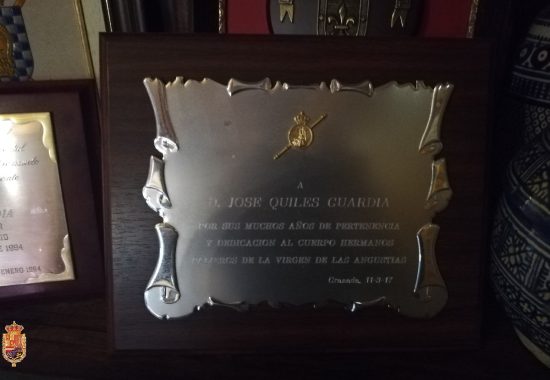 A
D. JOSE QUILES GUARDIA
POR SUS MUCHOS AÑOS DE PERTENENCIA
Y DEDICACION AL CUERPO HERMANOS
DE LA VIRGEN DE LAS ANGUSTIAS
Granada, 11-3-17
1994
ENERO 1994